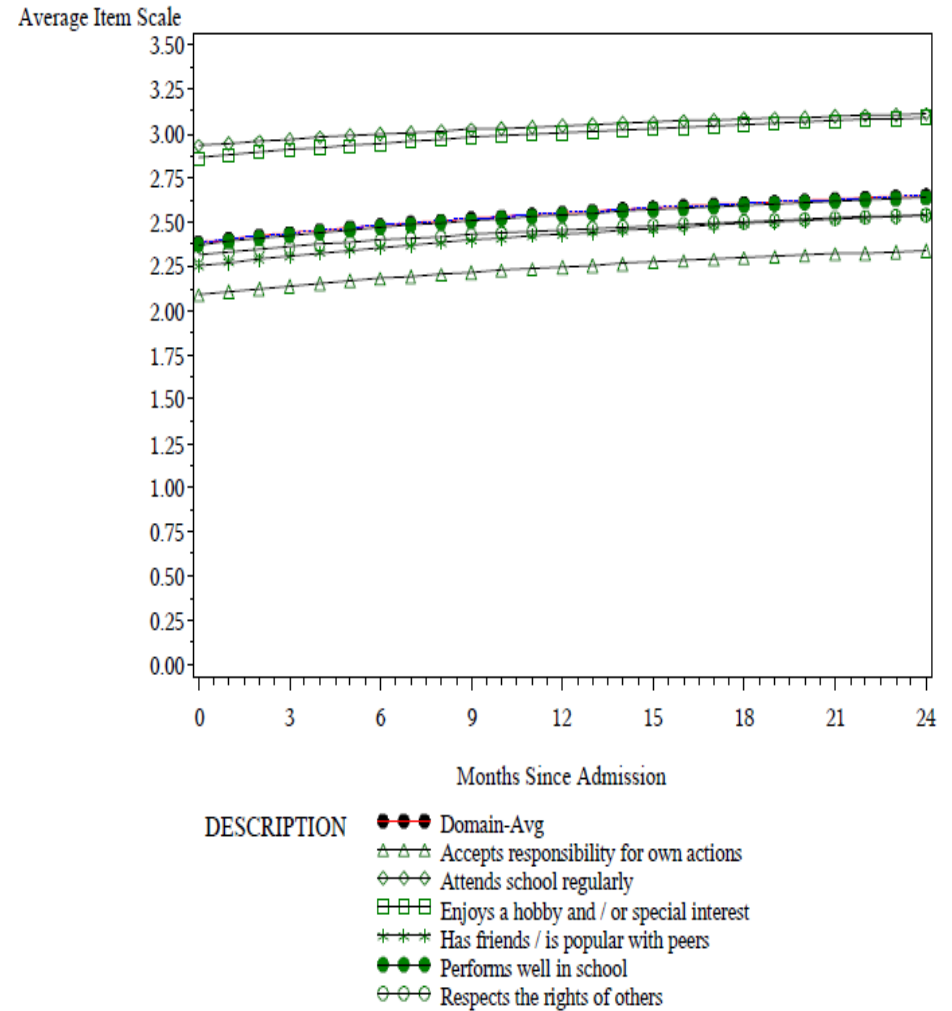 Average Item Scale
3.50
3.25
3.00
2.75
2.50
2.25
2.00
1.75
1.50
1.25
1.00
0.75
0.50
0.25
0.00
0 3 6 9 12 15 18 21 24
Months Since Admission
DESCRIPTION
Domain-Avg
Accepts responsibility for own actions
Attends school regularly
Enjoys a hobby and / or special interest
Has friends / is popular with peers
Performs well in school
Respects the rights of others